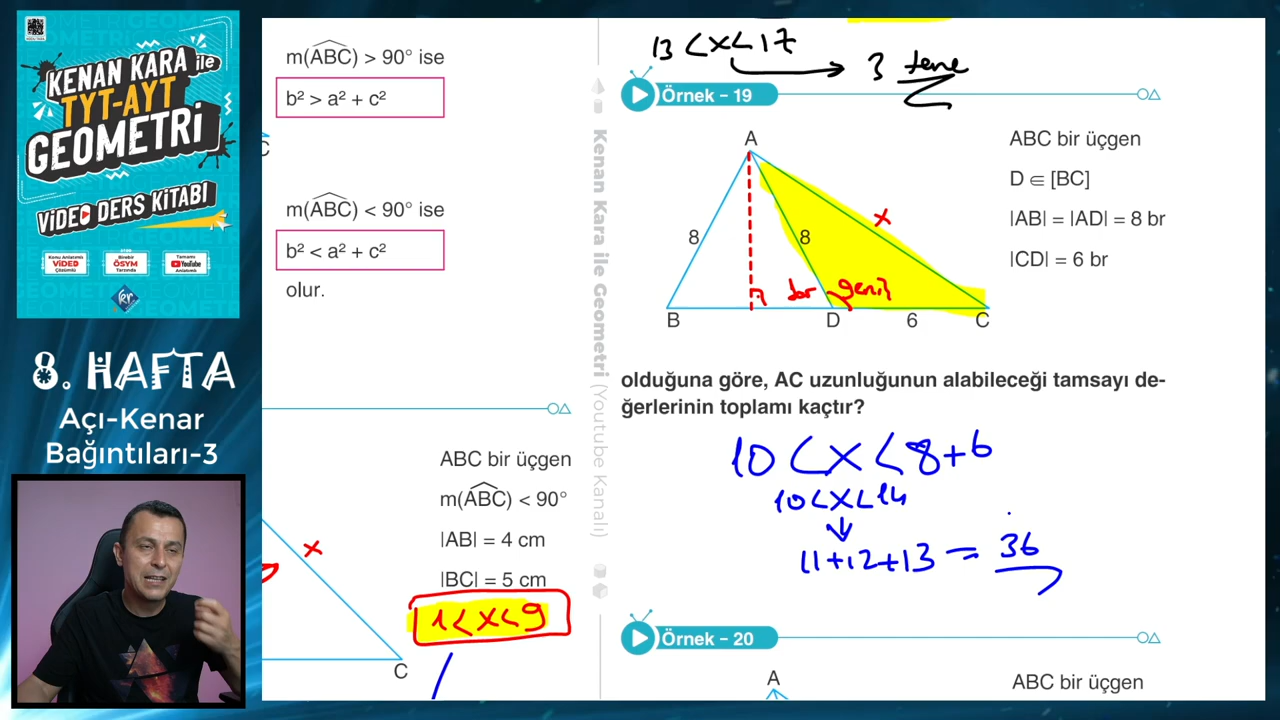 KENAN KARA ile
TYT-AYT
GEOMETRİ
VİDEO DERS KİTABI
8. HAFTA
Açı-Kenar
Bağıntıları-3
m(ABC) > 90° ise
b² > a² + c²
C
m(ABC) < 90° ise
b² < a² + c²
olur.
ABC bir üçgen
m(ABC) < 90°
|AB| = 4 cm
|BC| = 5 cm
1 < x < 9
x
C
Kenan Kara ile Geometri (Youtube Kanalı)
13 < x < 17
3 tane
Örnek – 19
A
8
8
x
dar
geniş
B
D
6
C
ABC bir üçgen
D ∈ [BC]
|AB| = |AD| = 8 br
|CD| = 6 br
olduğuna göre, AC uzunluğunun alabileceği tamsayı de-
ğerlerinin toplamı kaçtır?
10 < x < 8+6
10 < x < 14
11+12+13 = 36
Örnek – 20
A
ABC bir üçgen